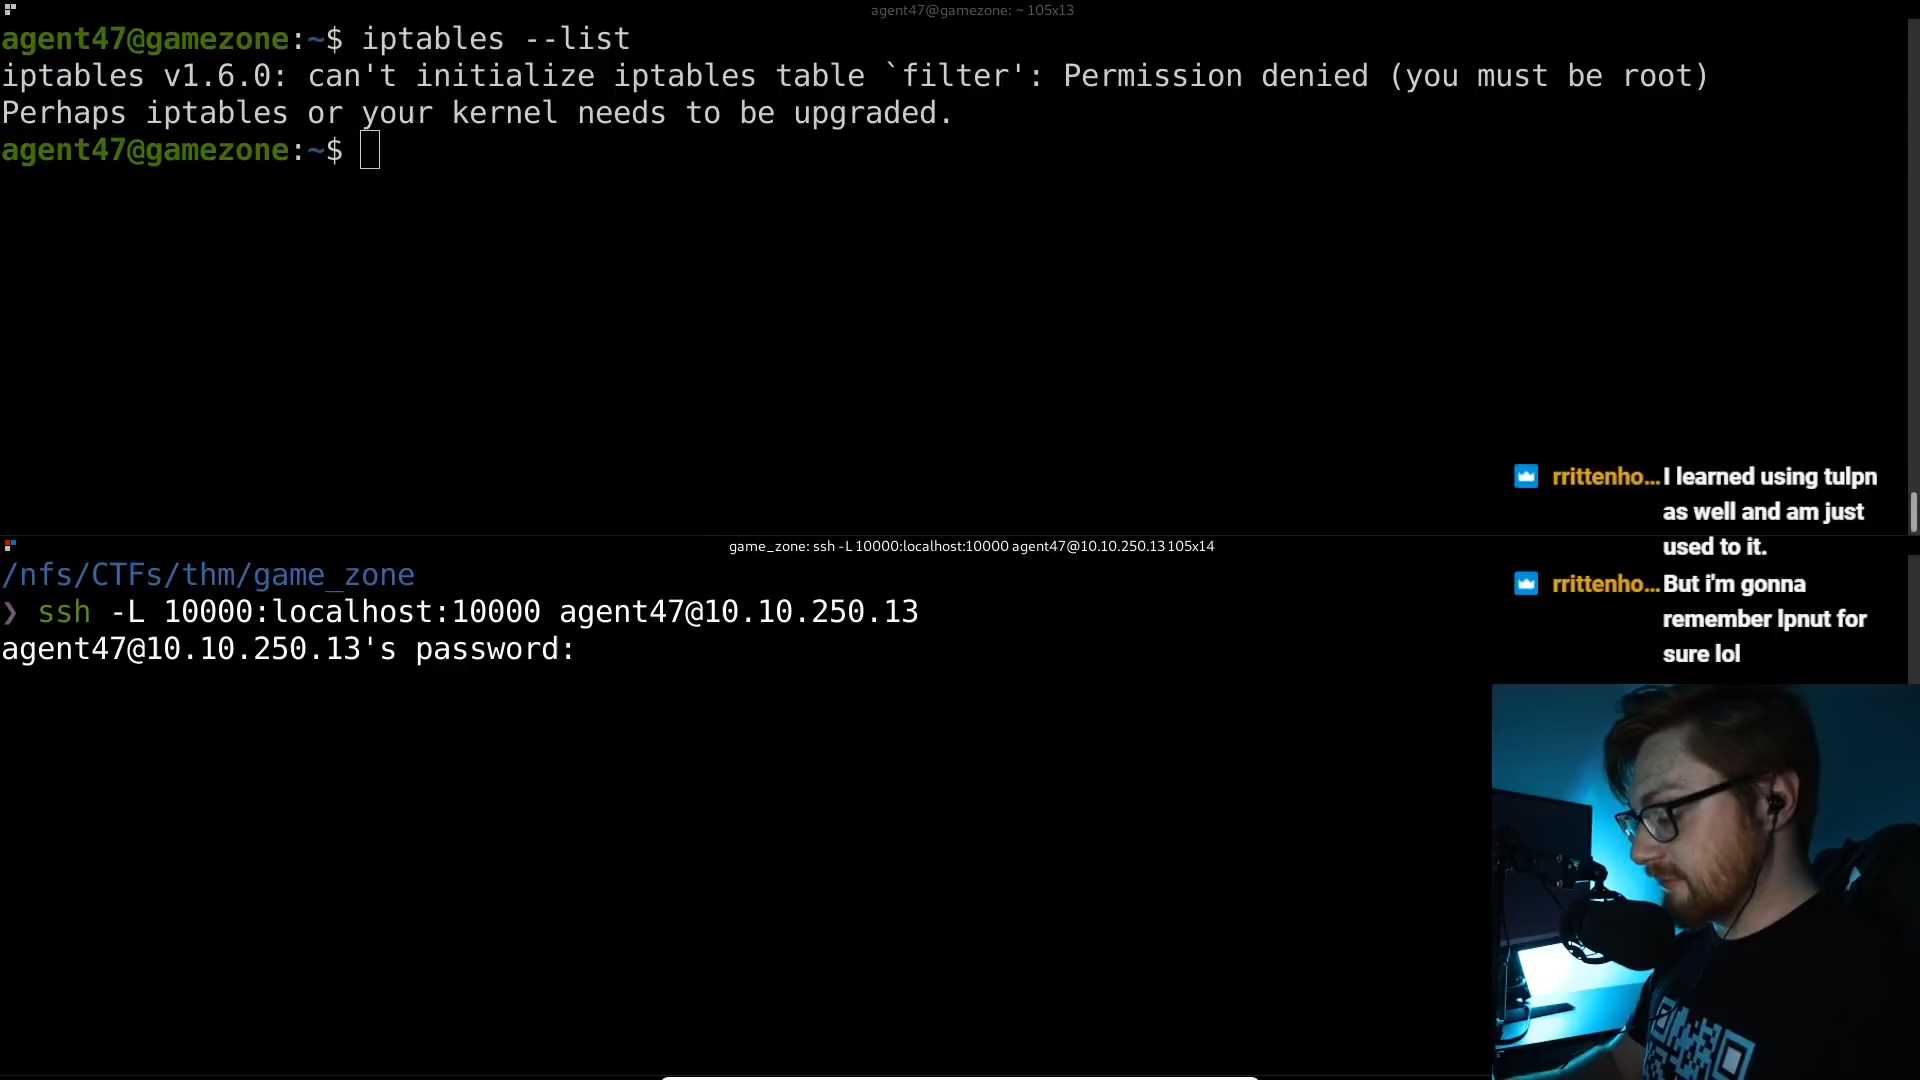 agent47@gamezone: ~ 105x13
agent47@gamezone:~$ iptables --list
iptables v1.6.0: can't initialize iptables table `filter': Permission denied (you must be root)
Perhaps iptables or your kernel needs to be upgraded.
agent47@gamezone:~$
rrittenho... I learned using tulpn
as well and am just
used to it.
rrittenho... But i'm gonna
remember lpnut for
sure lol
game_zone: ssh -L 10000:localhost:10000 agent47@10.10.250.13 105x14
/nfs/CTFs/thm/game_zone
❯ ssh -L 10000:localhost:10000 agent47@10.10.250.13
agent47@10.10.250.13's password: